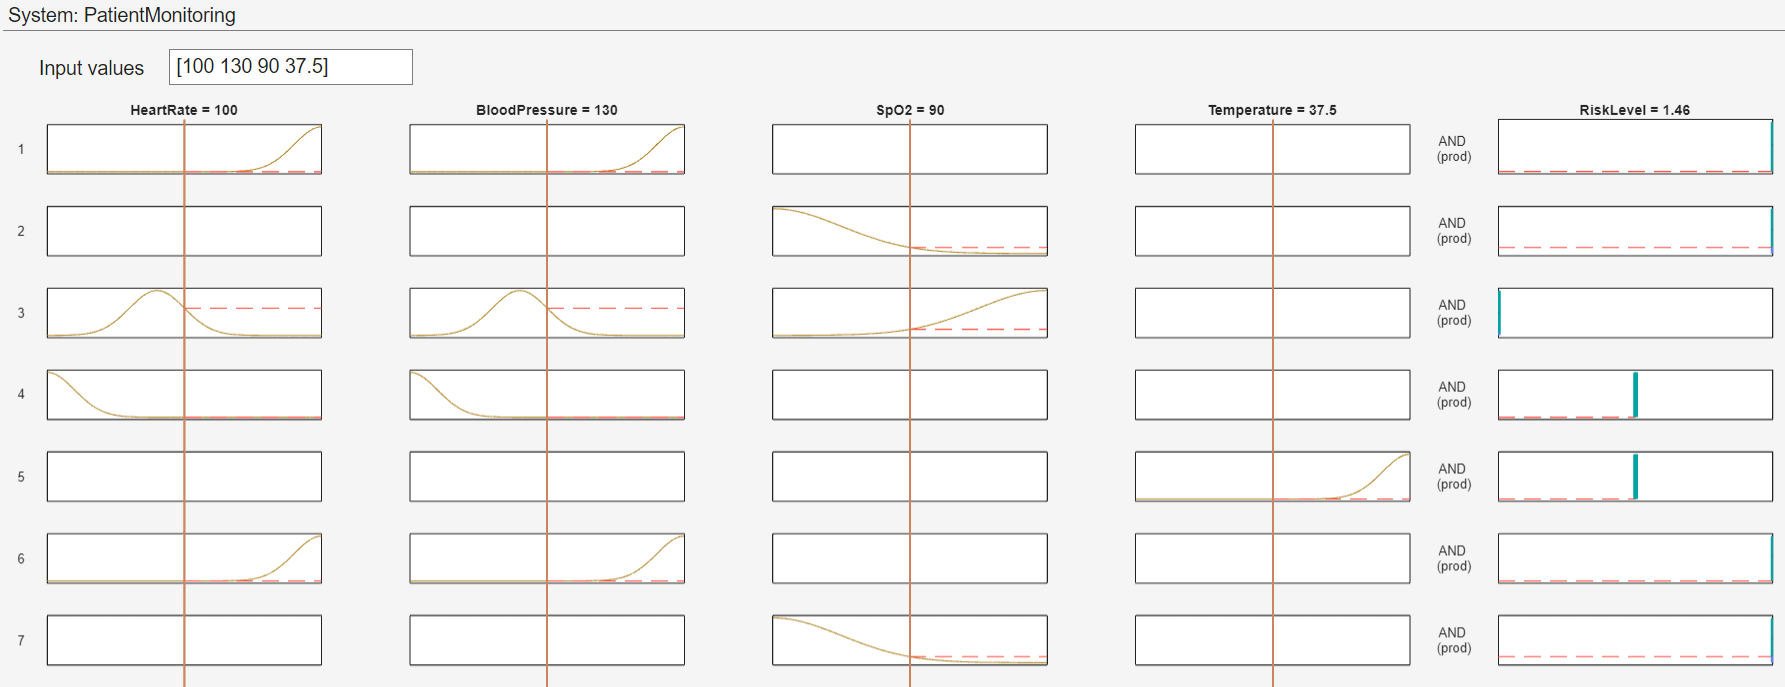 System: PatientMonitoring
Input values [100 130 90 37.5]
HeartRate = 100 BloodPressure = 130 SpO2 = 90 Temperature = 37.5 RiskLevel = 1.46
1 AND
(prod)
2 AND
(prod)
3 AND
(prod)
4 AND
(prod)
5 AND
(prod)
6 AND
(prod)
7 AND
(prod)